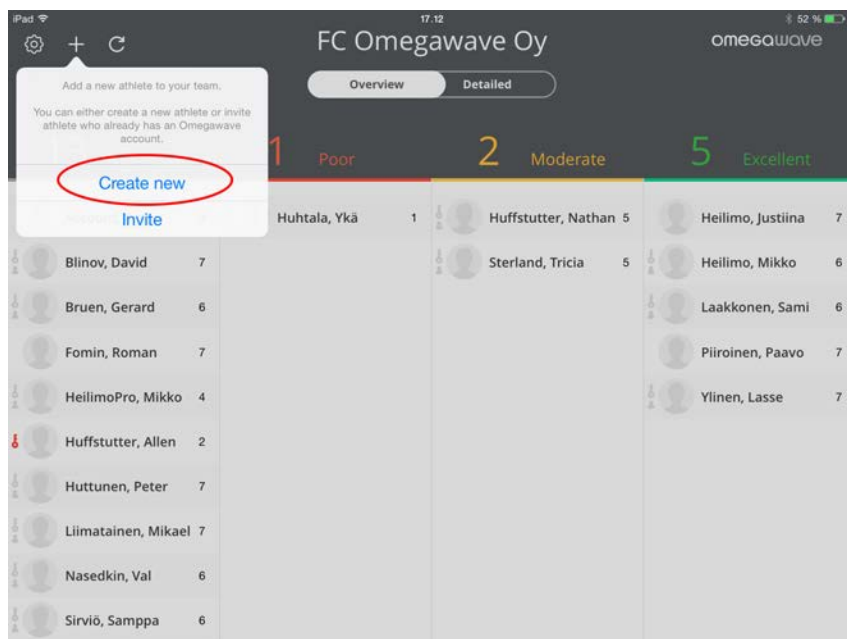 iPad 17.12 52 %
FC Omegawave Oy
omegawave
Overview Detailed
Add a new athlete to your team.
You can either create a new athlete or invite
athlete who already has an Omegawave
account.
Create new
Invite
1 Poor
2 Moderate
5 Excellent
Blinov, David 7
Bruen, Gerard 6
Fomin, Roman 7
HeilimoPro, Mikko 4
Huffstutter, Allen 2
Huttunen, Peter 7
Liimatainen, Mikael 7
Nasedkin, Val 6
Sirviö, Samppa 6
Huhtala, Ykä 1
Huffstutter, Nathan 5
Sterland, Tricia 5
Heilimo, Justiina 7
Heilimo, Mikko 6
Laakkonen, Sami 6
Piiroinen, Paavo 7
Ylinen, Lasse 7